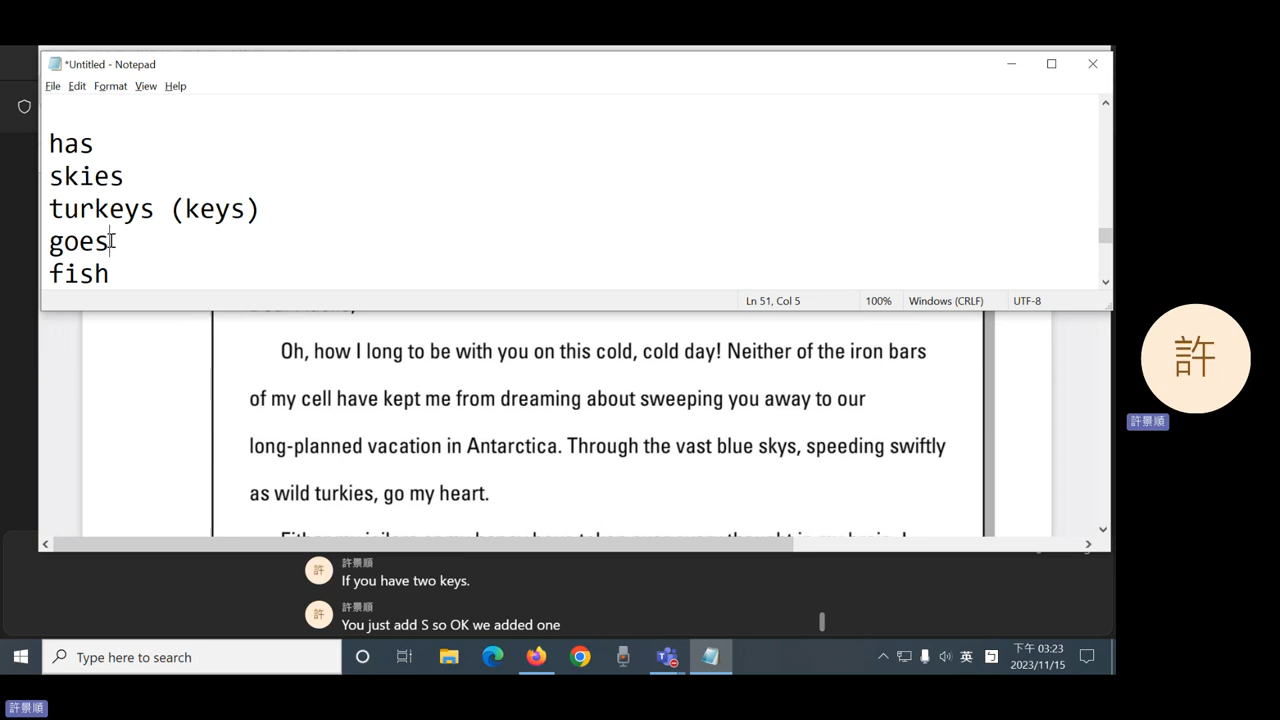 *Untitled - Notepad
File Edit Format View Help
has
skies
turkeys (keys)
goes
fish
Ln 51, Col 5 100% Windows (CRLF) UTF-8
Oh, how I long to be with you on this cold, cold day! Neither of the iron bars
of my cell have kept me from dreaming about sweeping you away to our
long-planned vacation in Antarctica. Through the vast blue skys, speeding swiftly
as wild turkies, go my heart.
許景順
If you have two keys.
許景順
You just add S so OK we added one
許
許
許
許景順
Type here to search
英
下午 03:23
2023/11/15
許景順